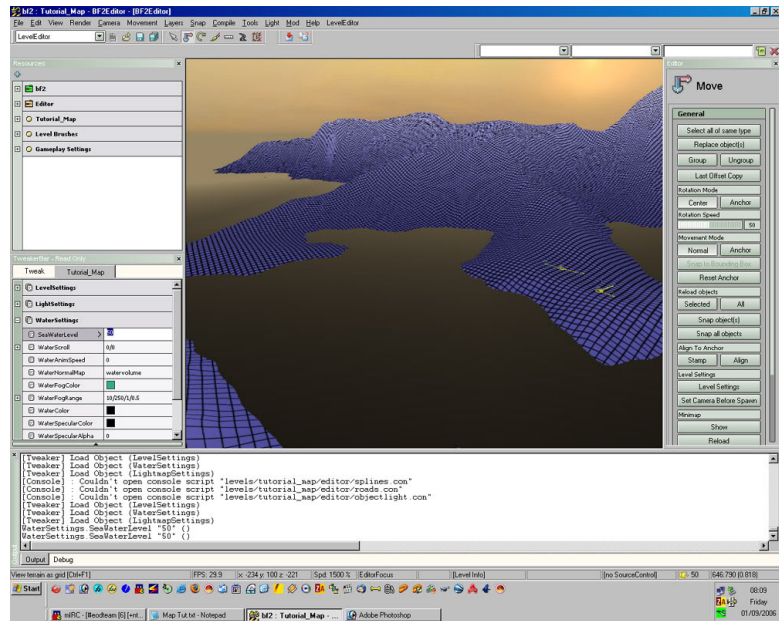 bf2 : Tutorial_Map - BF2Editor - [BF2Editor]
File Edit View Render Camera Movement Layers Snap Compile Tools Light Mod Help LevelEditor
LevelEditor
Resources
bf2
Editor
Tutorial_Map
Level Brushes
Gameplay Settings
TweakerBar - Read Only
Tweak Tutorial_Map
LevelSettings
LightSettings
WaterSettings
SeaWaterLevel 50
WaterScroll 0/0
WaterAnimSpeed 0
WaterNormalMap watervolume
WaterFogColor
WaterFogRange 10/250/1/0.5
WaterColor
WaterSpecularColor
WaterSpecularAlpha 0
Editor
Move
General
Select all of same type
Replace object(s)
Group Ungroup
Last Offset Copy
Rotation Mode
Center Anchor
Rotation Speed
50
Movement Mode
Normal Anchor
Snap to Bounding Box
Reset Anchor
Reload objects
Selected All
Snap object(s)
Snap all objects
Align To Anchor
Stamp Align
Level Settings
Level Settings
Set Camera Before Spawn
Minimap
Show
Reload
[Tweaker] Load Object (LevelSettings)
[Tweaker] Load Object (WaterSettings)
[Tweaker] Load Object (LightmapSettings)
[Console] : Couldn't open console script "levels/tutorial_map/editor/splines.con"
[Console] : Couldn't open console script "levels/tutorial_map/editor/roads.con"
[Console] : Couldn't open console script "levels/tutorial_map/editor/objectlight.con"
[Tweaker] Load Object (LevelSettings)
[Tweaker] Load Object (WaterSettings)
[Tweaker] Load Object (LightmapSettings)
WaterSettings.SeaWaterLevel "50" ()
WaterSettings.SeaWaterLevel "50" ()
Output Debug
View terrain as grid [Ctrl+F1] FPS: 29.9 x: -234 y: 100 z: -221 Spd: 1500 % EditorFocus [Level Info] [no SourceControl] 50 646.790 (0.818)
Start
08:09
Friday
01/09/2006
mIRC - [#eodteam [6] [+nt... Map Tut.txt - Notepad bf2 : Tutorial_Map - ... Adobe Photoshop